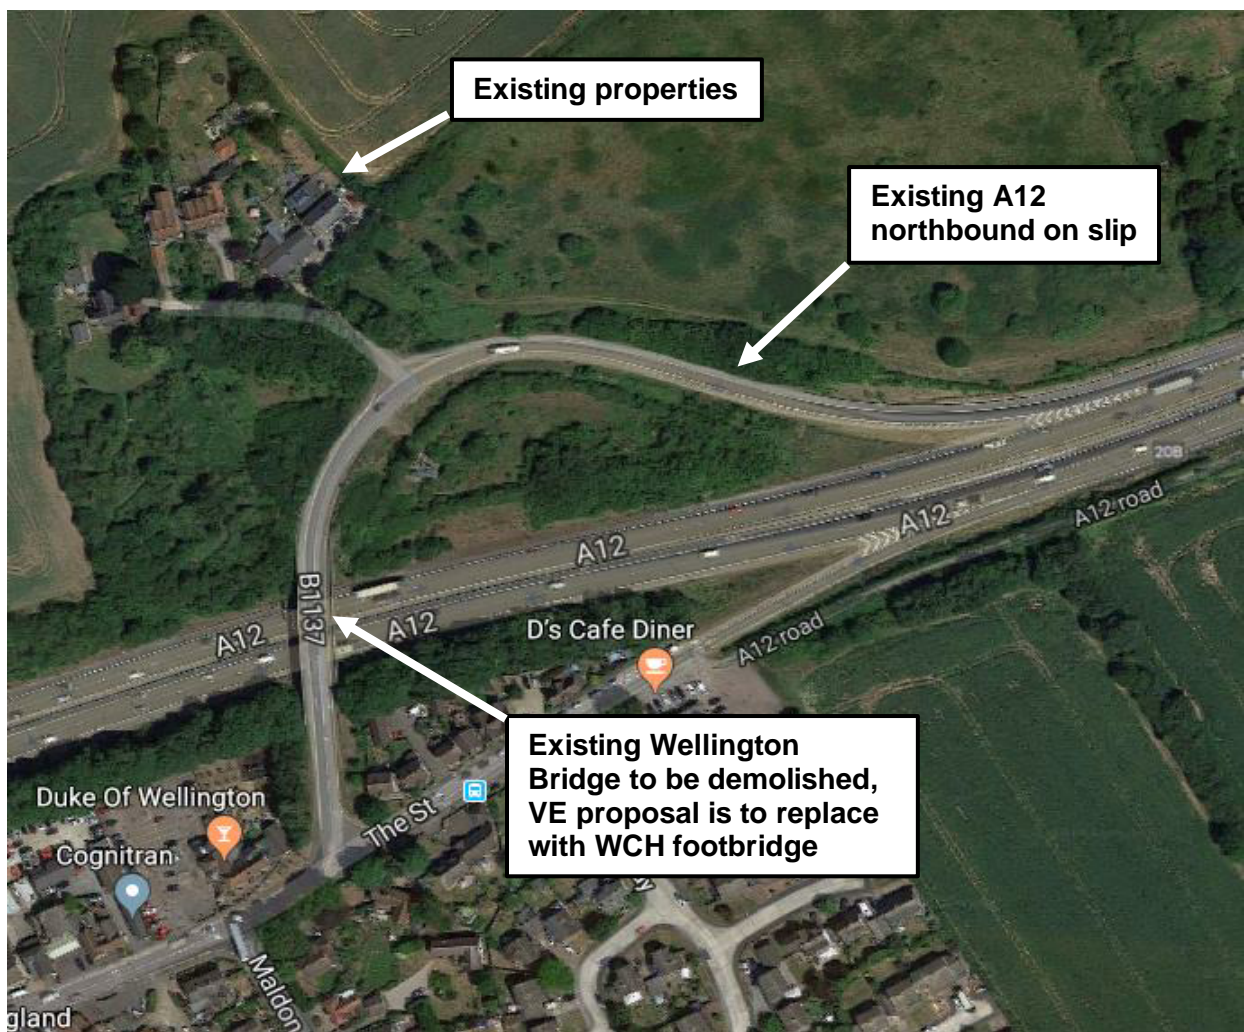 Existing properties
Existing A12
northbound on slip
20B
A12 road
A12
A12
B1137
A12
A12
D's Cafe Diner
A12 road
Existing Wellington
Bridge to be demolished,
VE proposal is to replace
with WCH footbridge
Duke Of Wellington
The St
Cognitran
Maldon
gland